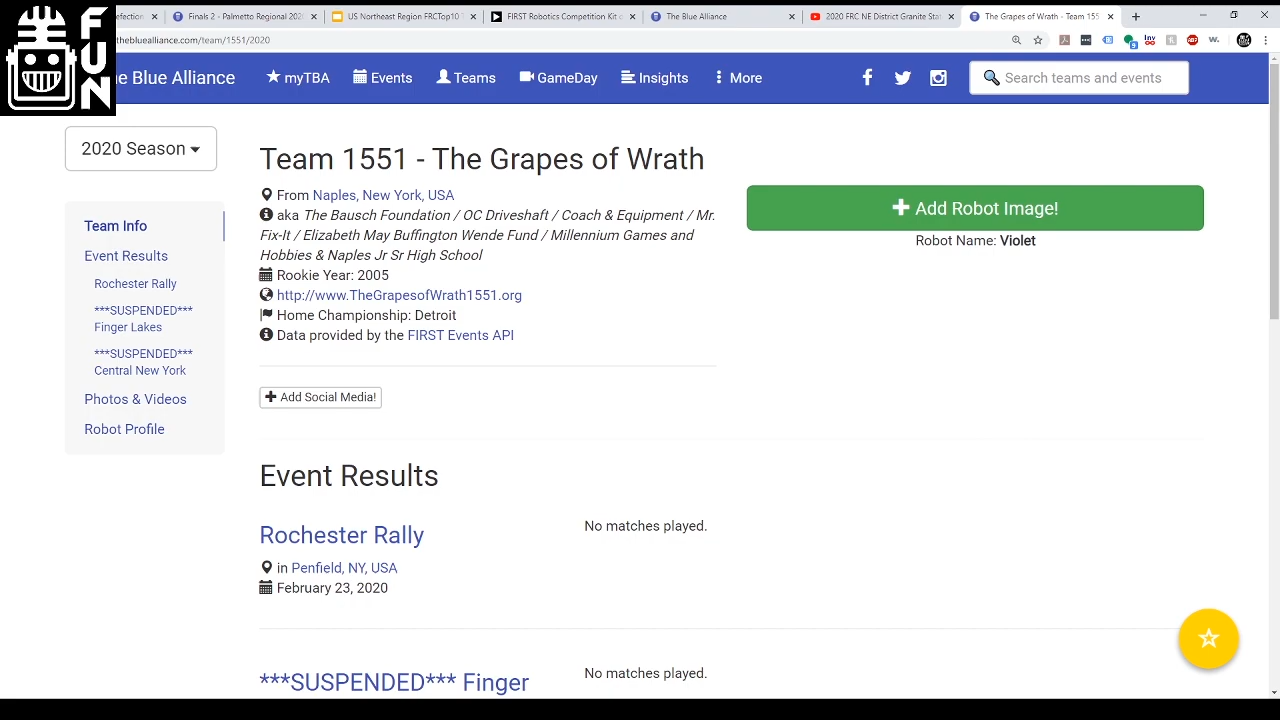 efection
Finals 2 - Palmetto Regional 202
US Northeast Region FRCTop10
FIRST Robotics Competition Kit o
The Blue Alliance
2020 FRC NE District Granite Sta
The Grapes of Wrath - Team 155
FUN
thebluealliance.com/team/1551/2020
e Blue Alliance
myTBA
Events
Teams
GameDay
Insights
More
Search teams and events
2020 Season
Team Info
Event Results
Rochester Rally
***SUSPENDED***
Finger Lakes
***SUSPENDED***
Central New York
Photos & Videos
Robot Profile
Team 1551 - The Grapes of Wrath
From Naples, New York, USA
aka The Bausch Foundation / OC Driveshaft / Coach & Equipment / Mr.
Fix-It / Elizabeth May Buffington Wende Fund / Millennium Games and
Hobbies & Naples Jr Sr High School
Rookie Year: 2005
http://www.TheGrapesofWrath1551.org
Home Championship: Detroit
Data provided by the FIRST Events API
Add Social Media!
Add Robot Image!
Robot Name: Violet
Event Results
Rochester Rally
in Penfield, NY, USA
February 23, 2020
No matches played.
***SUSPENDED*** Finger
No matches played.